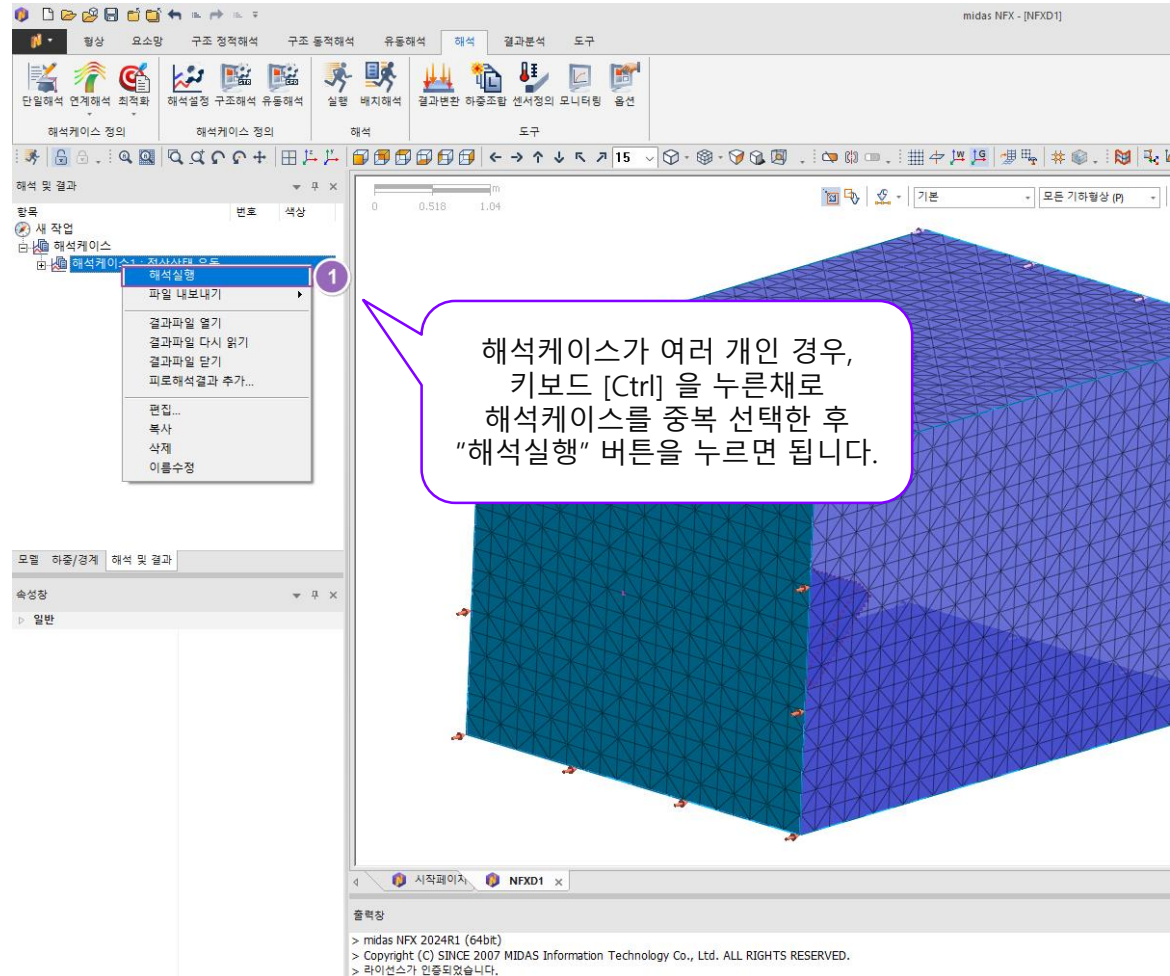 midas NFX - [NFXD1]
형상 요소망 구조 정적해석 구조 동적해석 유동해석 해석 결과분석 도구
단일해석 연계해석 최적화 해석설정 구조해석 유동해석 실행 배치해석 결과변환 하중조합 센서정의 모니터링 옵션
해석케이스 정의 해석케이스 정의 해석 도구
15
해석 및 결과
항목 번호 색상
새 작업
해석케이스
해석케이스1 : 정상상태 유동
해석실행
1
파일 내보내기
결과파일 열기
결과파일 다시 읽기
결과파일 닫기
피로해석결과 추가...
편집...
복사
삭제
이름수정
모델 하중/경계 해석 및 결과
속성창
일반
m
0 0.518 1.04
기본 모든 기하형상 (P)
해석케이스가 여러 개인 경우,
키보드 [Ctrl] 을 누른채로
해석케이스를 중복 선택한 후
"해석실행" 버튼을 누르면 됩니다.
시작페이지 NFXD1
출력창
> midas NFX 2024R1 (64bit)
> Copyright (C) SINCE 2007 MIDAS Information Technology Co., Ltd. ALL RIGHTS RESERVED.
> 라이선스가 인증되었습니다.